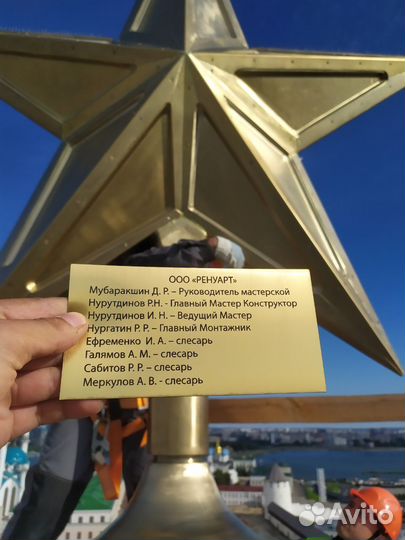 ООО «РЕНУАРТ»
Мубаракшин Д. Р. – Руководитель мастерской
Нурутдинов Р.Н. - Главный Мастер Конструктор
Нурутдинов И. Н. – Ведущий Мастер
Нургатин Р. Р. – Главный Монтажник
Ефременко И. А. – слесарь
Галямов А. М. – слесарь
Сабитов Р. Р. – слесарь
Меркулов А. В. - слесарь
Avito